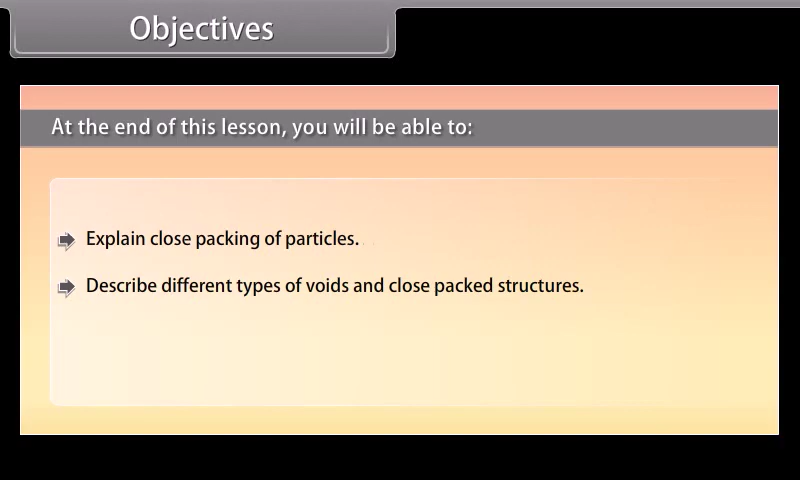 Objectives
At the end of this lesson, you will be able to:
Explain close packing of particles.
Describe different types of voids and close packed structures.